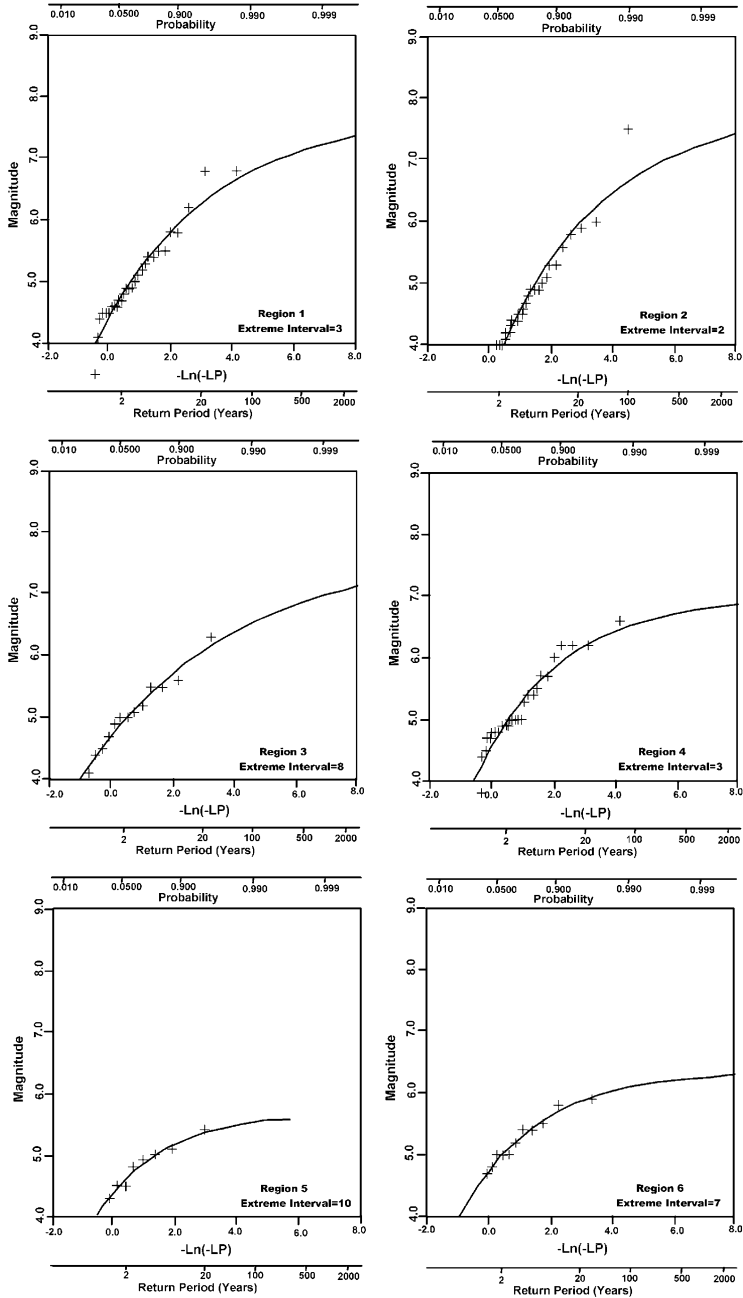 0.010 0.0500 0.900 0.990 0.999
Probability
9.0
8.0
7.0
6.0
5.0
4.0
Magnitude
Region 1
Extreme Interval=3
-2.0 0.0 2.0 4.0 6.0 8.0
-Ln(-LP)
2 20 100 500 2000
Return Period (Years)
0.010 0.0500 0.900 0.990 0.999
Probability
9.0
8.0
7.0
6.0
5.0
4.0
Magnitude
Region 2
Extreme Interval=2
-2.0 0.0 2.0 4.0 6.0 8.0
-Ln(-LP)
2 20 100 500 2000
Return Period (Years)
0.010 0.0500 0.900 0.990 0.999
Probability
9.0
8.0
7.0
6.0
5.0
4.0
Magnitude
Region 3
Extreme Interval=8
-2.0 0.0 2.0 4.0 6.0 8.0
-Ln(-LP)
2 20 100 500 2000
Return Period (Years)
0.010 0.0500 0.900 0.990 0.999
Probability
9.0
8.0
7.0
6.0
5.0
4.0
Magnitude
Region 4
Extreme Interval=3
-2.0 0.0 2.0 4.0 6.0 8.0
-Ln(-LP)
2 20 100 500 2000
Return Period (Years)
0.010 0.0500 0.900 0.990 0.999
Probability
9.0
8.0
7.0
6.0
5.0
4.0
Magnitude
Region 5
Extreme Interval=10
-2.0 0.0 2.0 4.0 6.0 8.0
-Ln(-LP)
2 20 100 500 2000
Return Period (Years)
0.010 0.0500 0.900 0.990 0.999
Probability
9.0
8.0
7.0
6.0
5.0
4.0
Magnitude
Region 6
Extreme Interval=7
-2.0 0.0 2.0 4.0 6.0 8.0
-Ln(-LP)
2 20 100 500 2000
Return Period (Years)